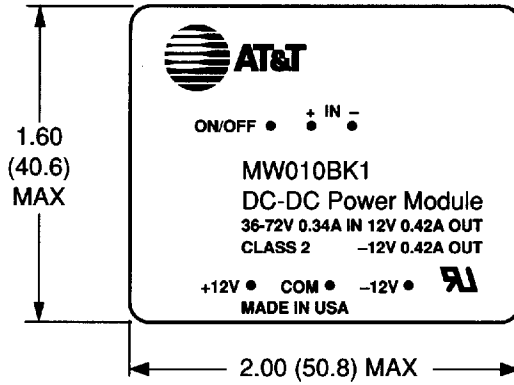 AT&T
+ IN –
ON/OFF
1.60
(40.6)
MAX
MW010BK1
DC-DC Power Module
36-72V 0.34A IN 12V 0.42A OUT
CLASS 2 –12V 0.42A OUT
+12V COM –12V
MADE IN USA
2.00 (50.8) MAX